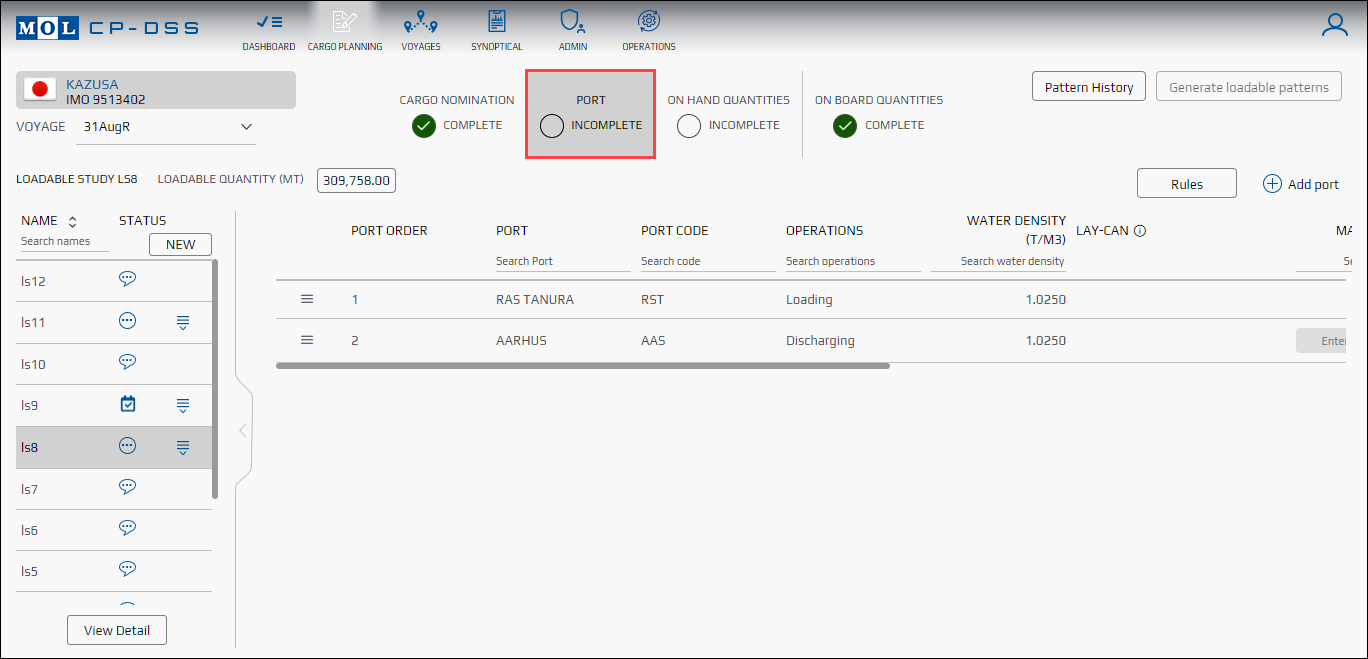 MOL CP-DSS
DASHBOARD CARGO PLANNING VOYAGES SYNOPTICAL ADMIN OPERATIONS
KAZUSA
IMO 9513402
VOYAGE 31AugR
CARGO NOMINATION PORT ON HAND QUANTITIES ON BOARD QUANTITIES
COMPLETE INCOMPLETE INCOMPLETE COMPLETE
Pattern History Generate loadable patterns
LOADABLE STUDY LS8 LOADABLE QUANTITY (MT) 309,758.00
Rules Add port
NAME STATUS
Search names NEW
ls12
ls11
ls10
ls9
ls8
ls7
ls6
ls5
View Detail
PORT ORDER PORT PORT CODE OPERATIONS WATER DENSITY (T/M3) LAY-CAN MA
Search Port Search code Search operations Search water density Se
1 RAS TANURA RST Loading 1.0250
2 AARHUS AAS Discharging 1.0250 Enter